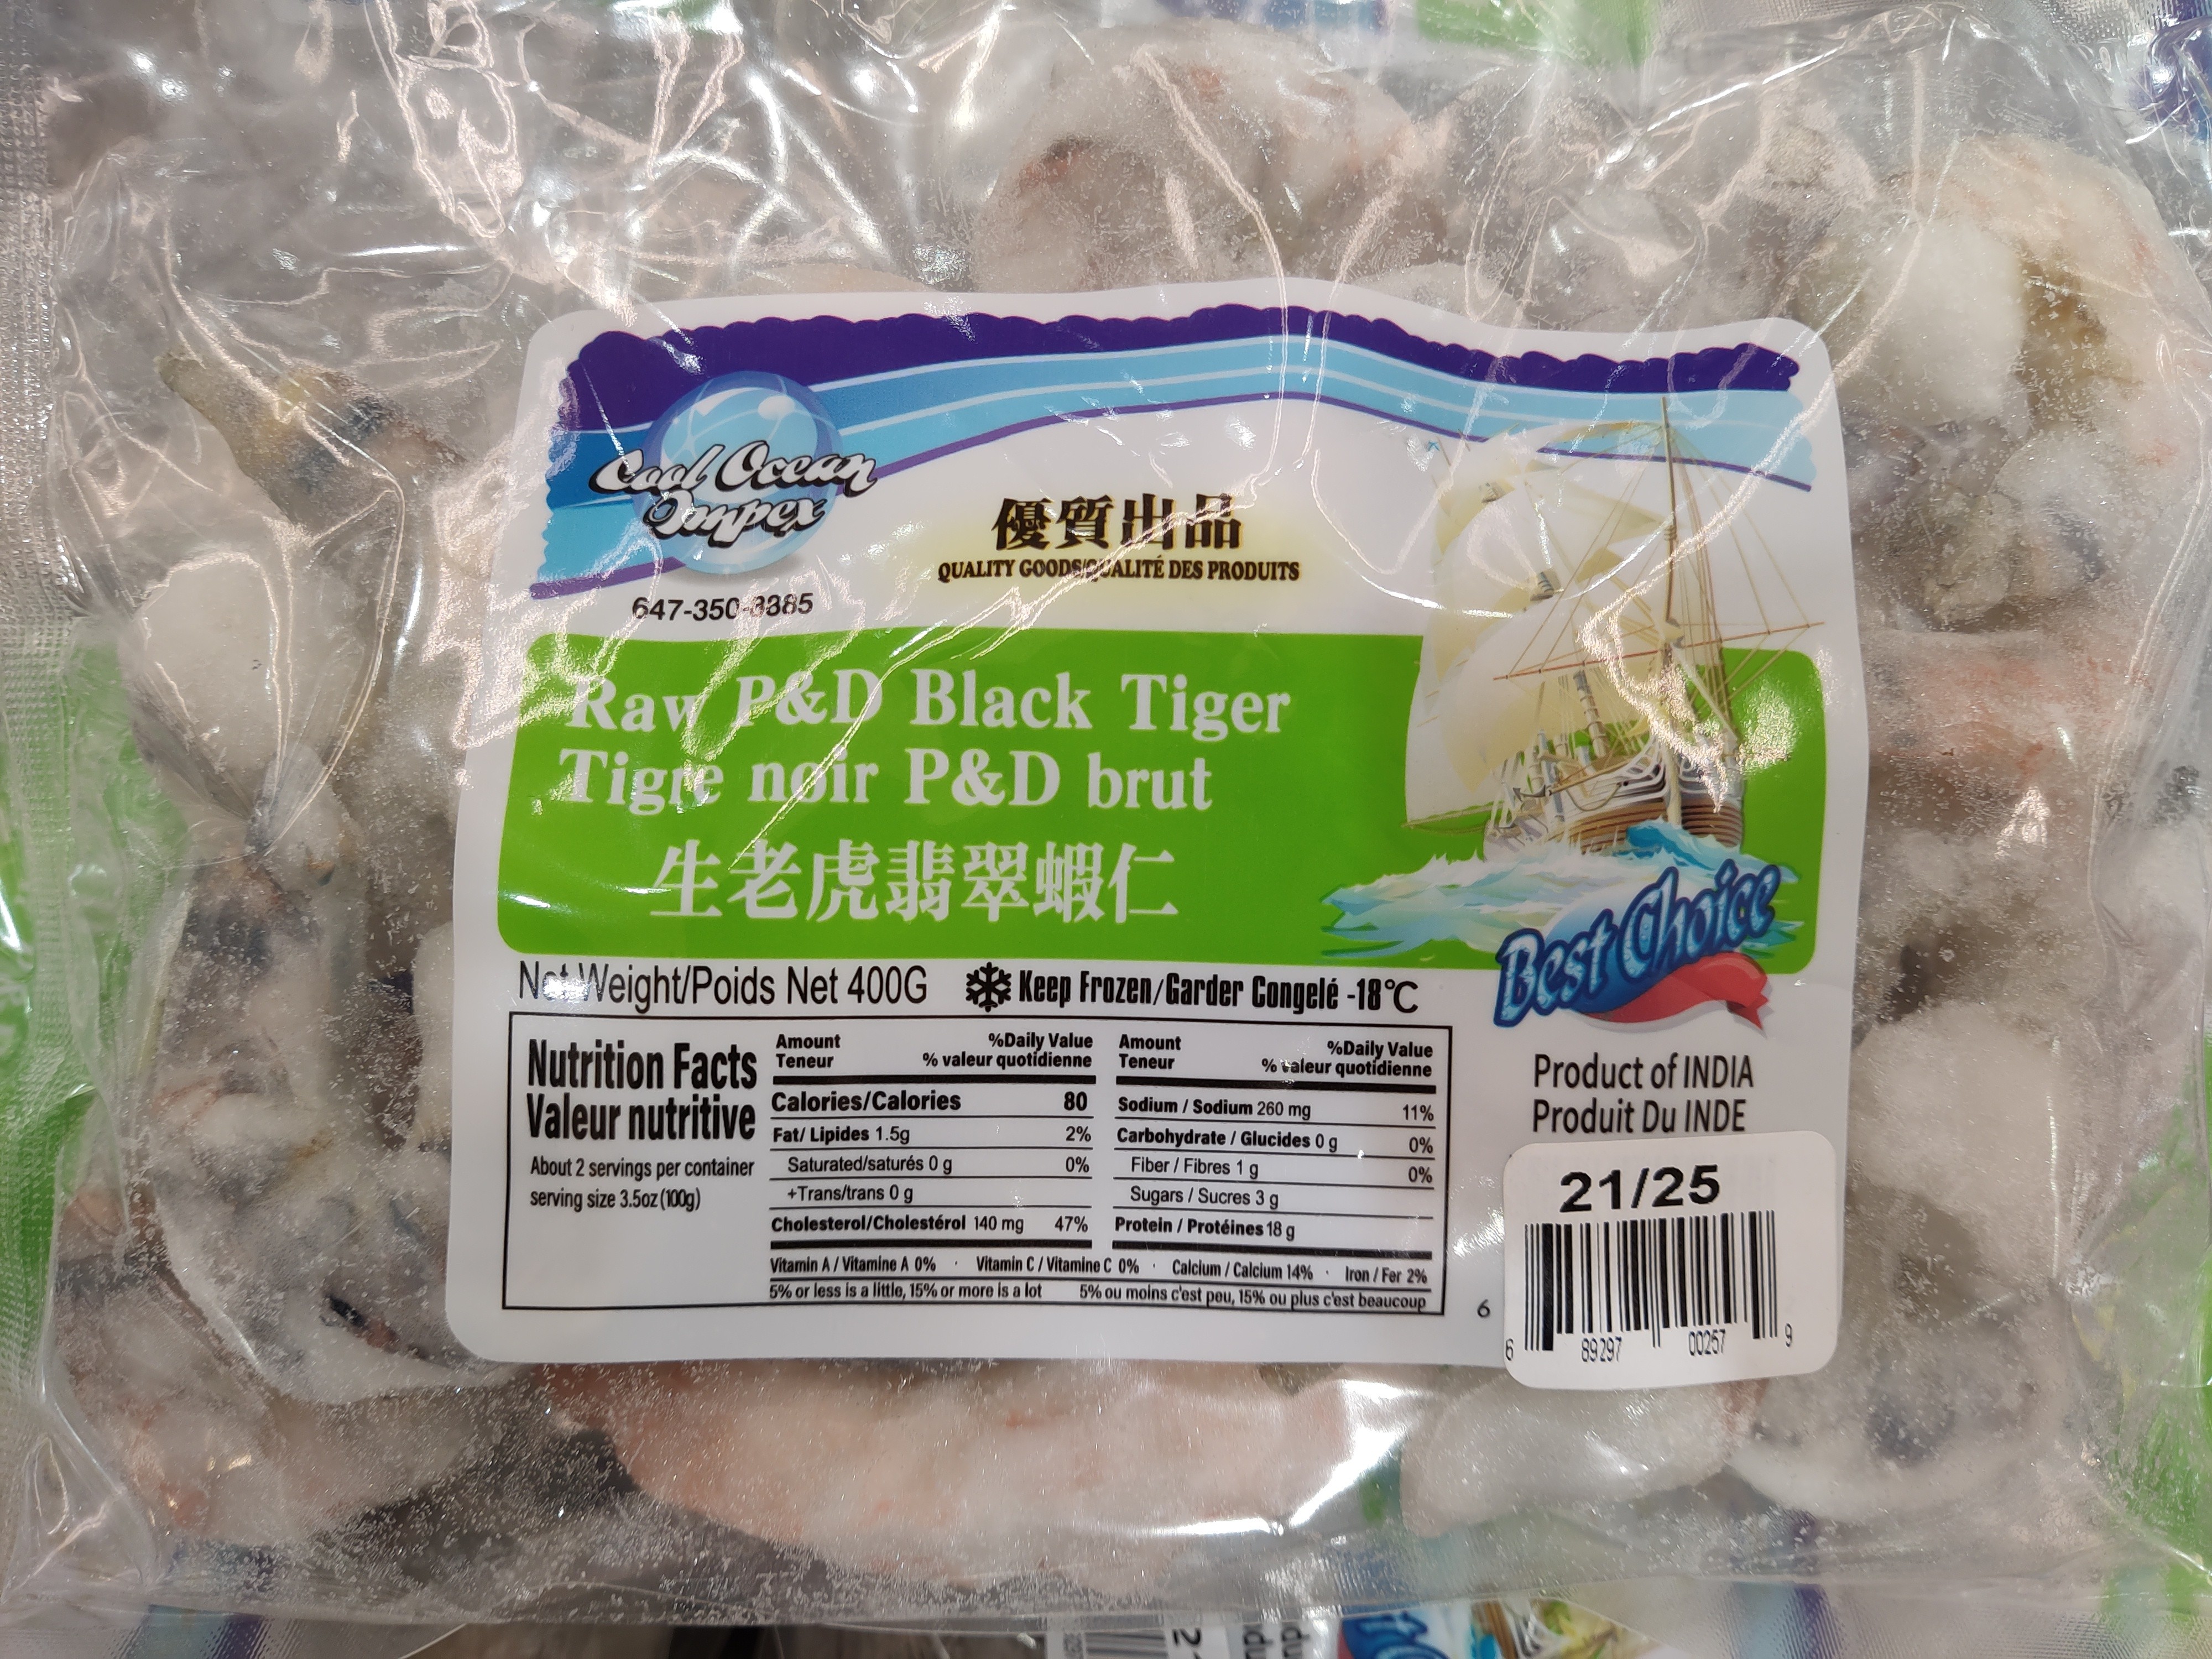 Cool Ocean
Impex
647-350-3385
優質出品
QUALITY GOODS/QUALITÉ DES PRODUITS
Raw P&D Black Tiger
Tigre noir P&D brut
生老虎翡翠蝦仁
Best Choice
Net Weight/Poids Net 400G
Keep Frozen/Garder Congelé -18℃
Nutrition Facts
Valeur nutritive
About 2 servings per container
serving size 3.5oz (100g)
Amount %Daily Value
Teneur % valeur quotidienne
Calories/Calories 80
Fat/ Lipides 1.5g 2%
Saturated/saturés 0 g 0%
+Trans/trans 0 g
Cholesterol/Cholestérol 140 mg 47%
Amount %Daily Value
Teneur % valeur quotidienne
Sodium / Sodium 260 mg 11%
Carbohydrate / Glucides 0 g 0%
Fiber / Fibres 1 g 0%
Sugars / Sucres 3 g
Protein / Protéines 18 g
Vitamin A / Vitamine A 0% · Vitamin C / Vitamine C 0% · Calcium / Calcium 14% · Iron / Fer 2%
5% or less is a little, 15% or more is a lot 5% ou moins c'est peu, 15% ou plus c'est beaucoup
Product of INDIA
Produit Du INDE
21/25
6
6 89297 00257 9